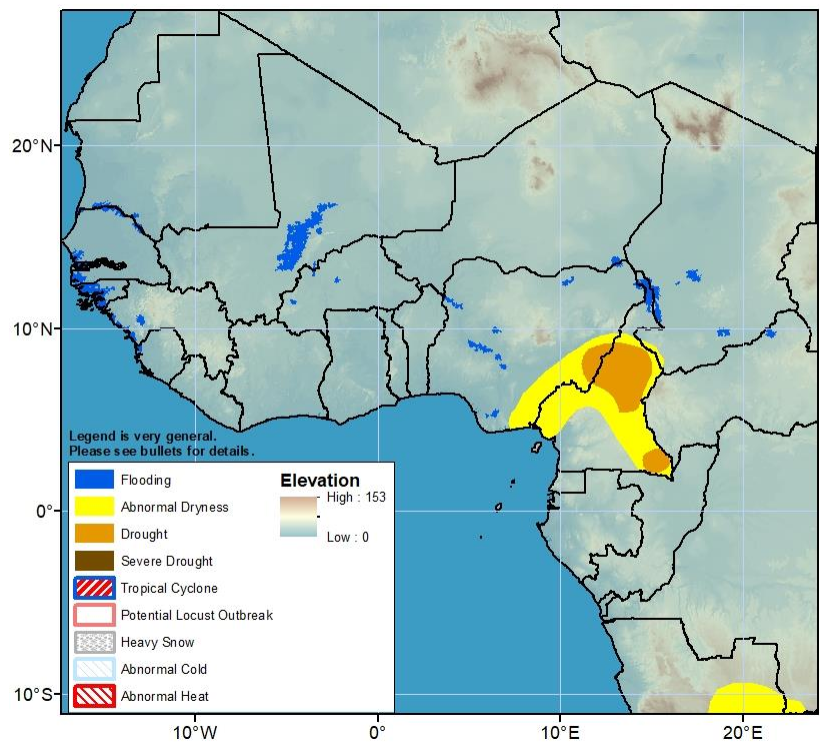 20°N
10°N
0°
10°S
Legend is very general.
Please see bullets for details.
Flooding
Abnormal Dryness
Drought
Severe Drought
Tropical Cyclone
Potential Locust Outbreak
Heavy Snow
Abnormal Cold
Abnormal Heat
Elevation
High : 153
Low : 0
10°W
0°
10°E
20°E